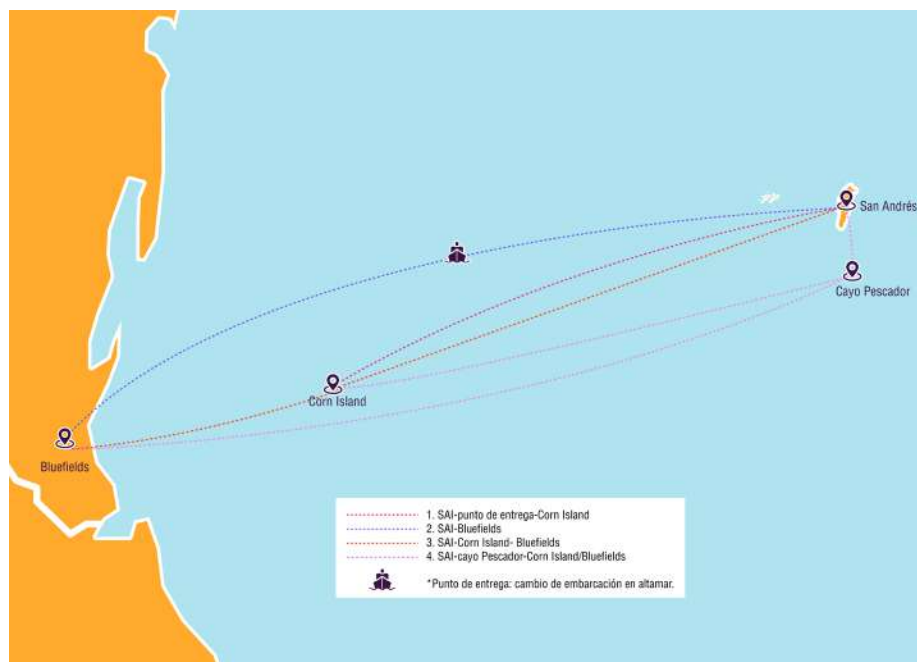 San Andrés
Cayo Pescador
Corn Island
Bluefields
1. SAI-punto de entrega-Corn Island
2. SAI-Bluefields
3. SAI-Corn Island- Bluefields
4. SAI-cayo Pescador-Corn Island/Bluefields
*Punto de entrega: cambio de embarcación en altamar.